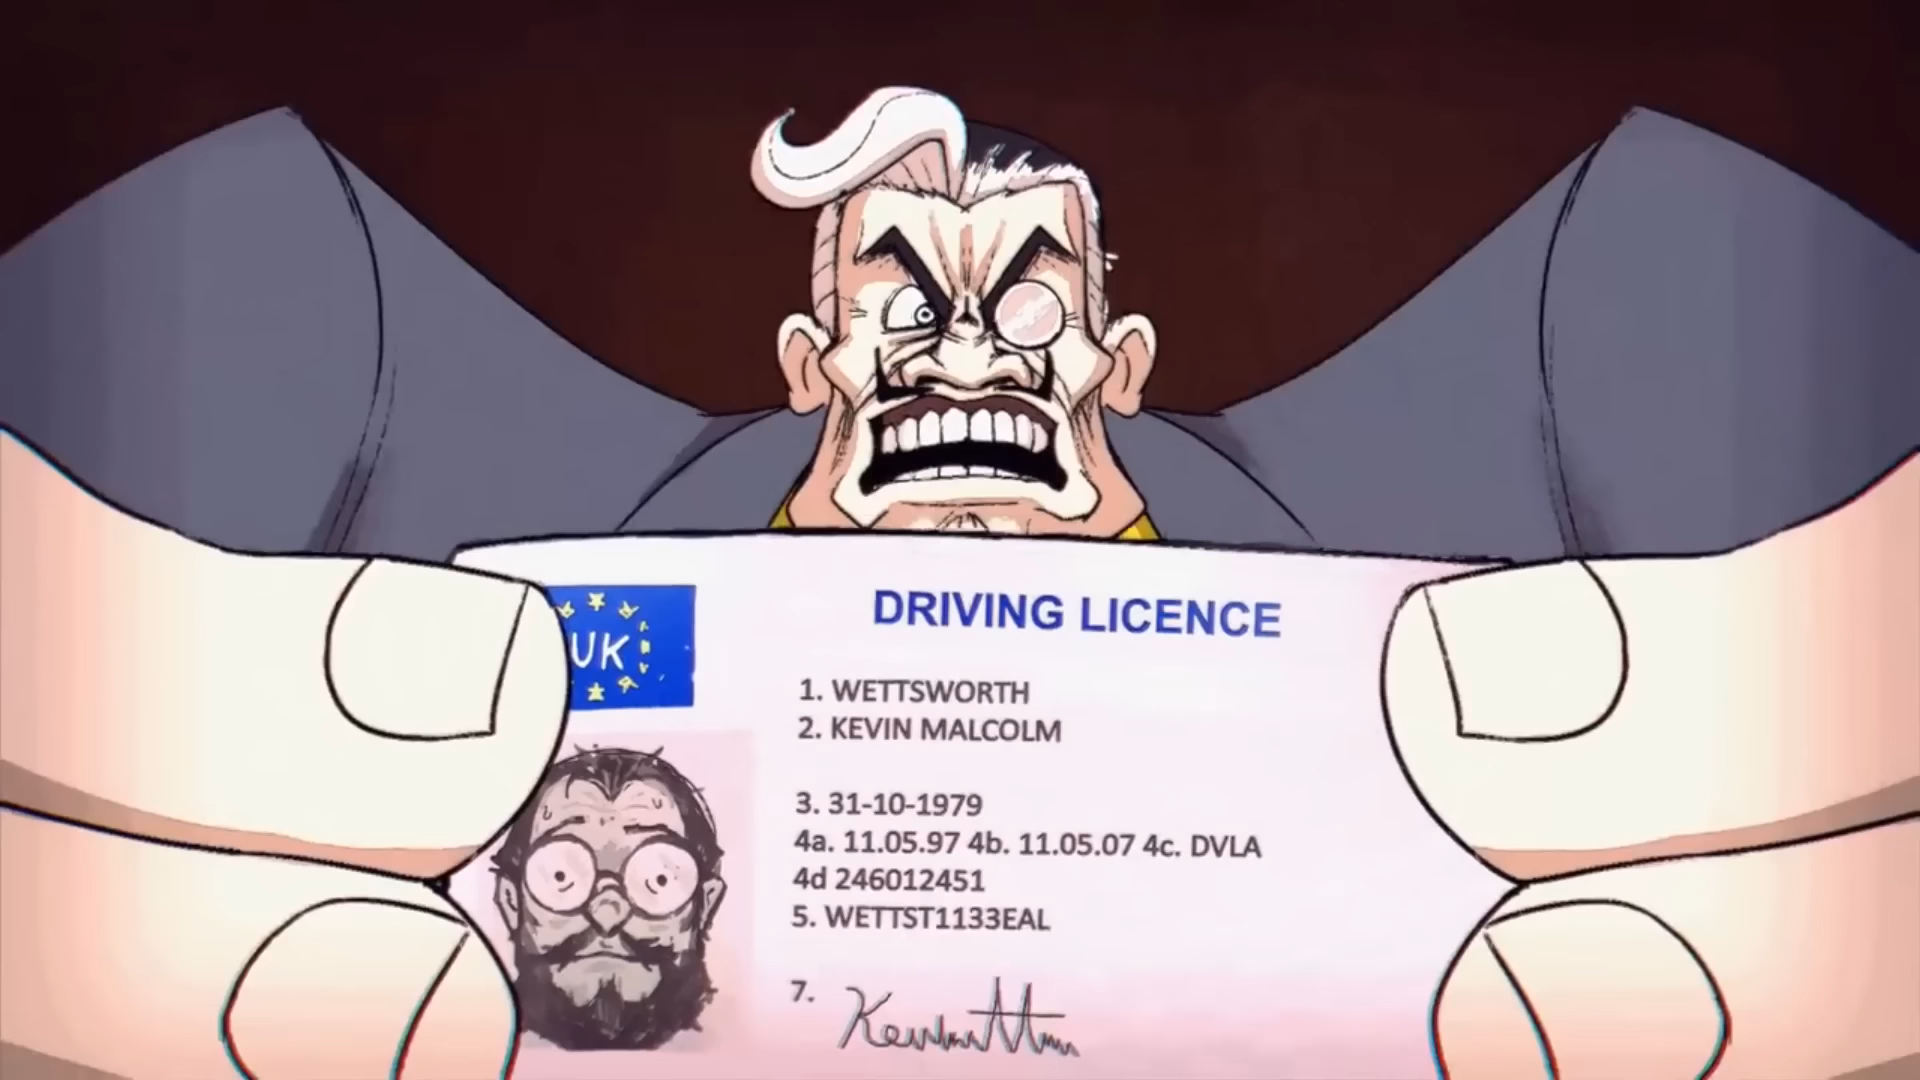 UK
DRIVING LICENCE
1. WETTSWORTH
2. KEVIN MALCOLM
3. 31-10-1979
4a. 11.05.97 4b. 11.05.07 4c. DVLA
4d 246012451
5. WETTST1133EAL
7.